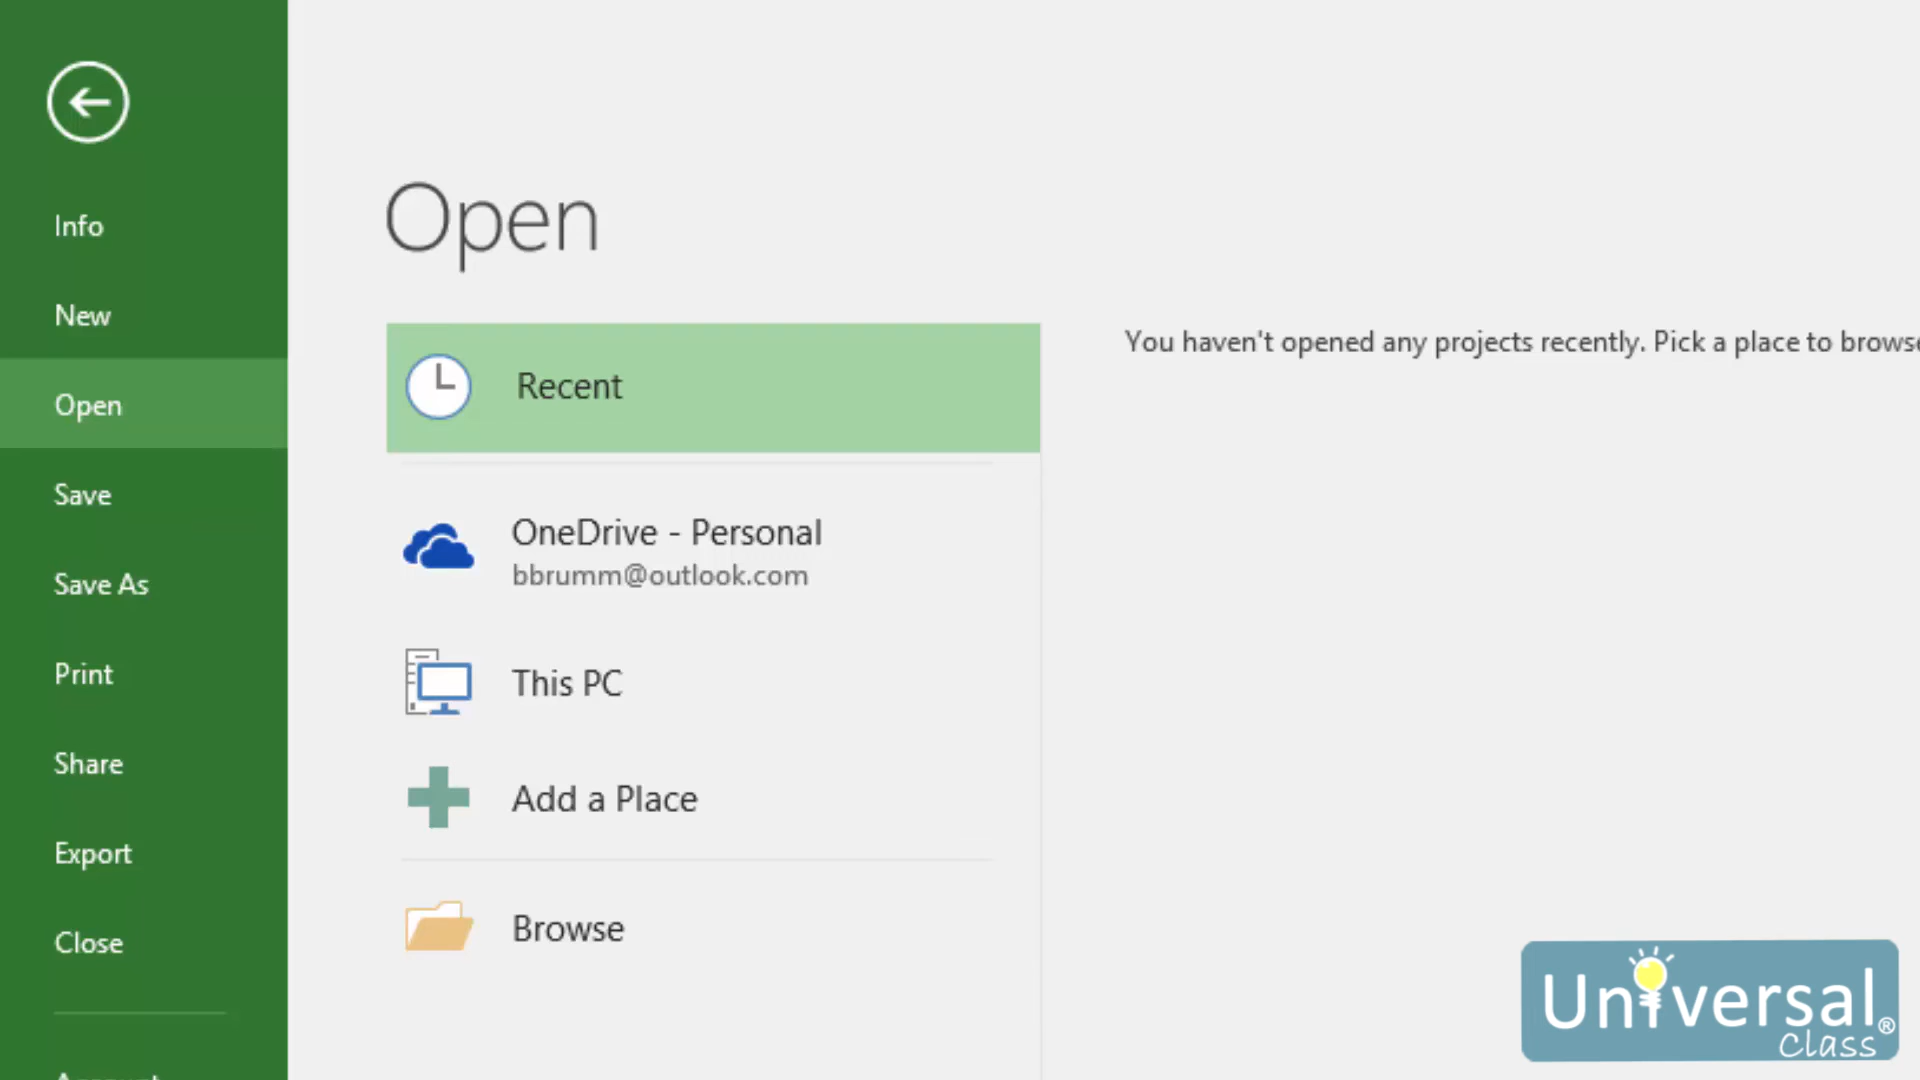 Info
New
Open
Save
Save As
Print
Share
Export
Close
Open
Recent
OneDrive - Personal
bbrumm@outlook.com
This PC
Add a Place
Browse
You haven't opened any projects recently. Pick a place to browse
Universal®
Class